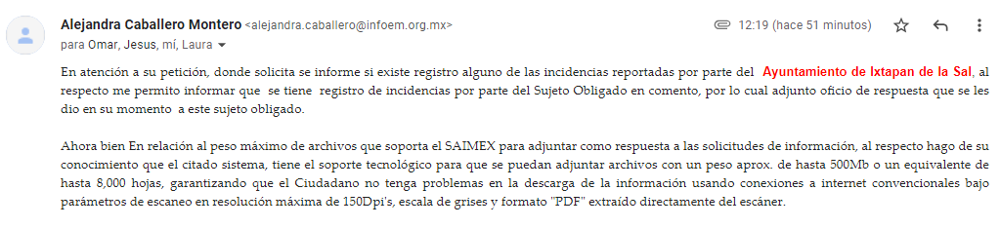 Alejandra Caballero Montero <alejandra.caballero@infoem.org.mx> 12:19 (hace 51 minutos)
para Omar, Jesus, mí, Laura
En atención a su petición, donde solicita se informe si existe registro alguno de las incidencias reportadas por parte del Ayuntamiento de Ixtapan de la Sal, al
respecto me permito informar que se tiene registro de incidencias por parte del Sujeto Obligado en comento, por lo cual adjunto oficio de respuesta que se les
dio en su momento a este sujeto obligado.
Ahora bien En relación al peso máximo de archivos que soporta el SAIMEX para adjuntar como respuesta a las solicitudes de información, al respecto hago de su
conocimiento que el citado sistema, tiene el soporte tecnológico para que se puedan adjuntar archivos con un peso aprox. de hasta 500Mb o un equivalente de
hasta 8,000 hojas, garantizando que el Ciudadano no tenga problemas en la descarga de la información usando conexiones a internet convencionales bajo
parámetros de escaneo en resolución máxima de 150Dpi's, escala de grises y formato "PDF" extraído directamente del escáner.